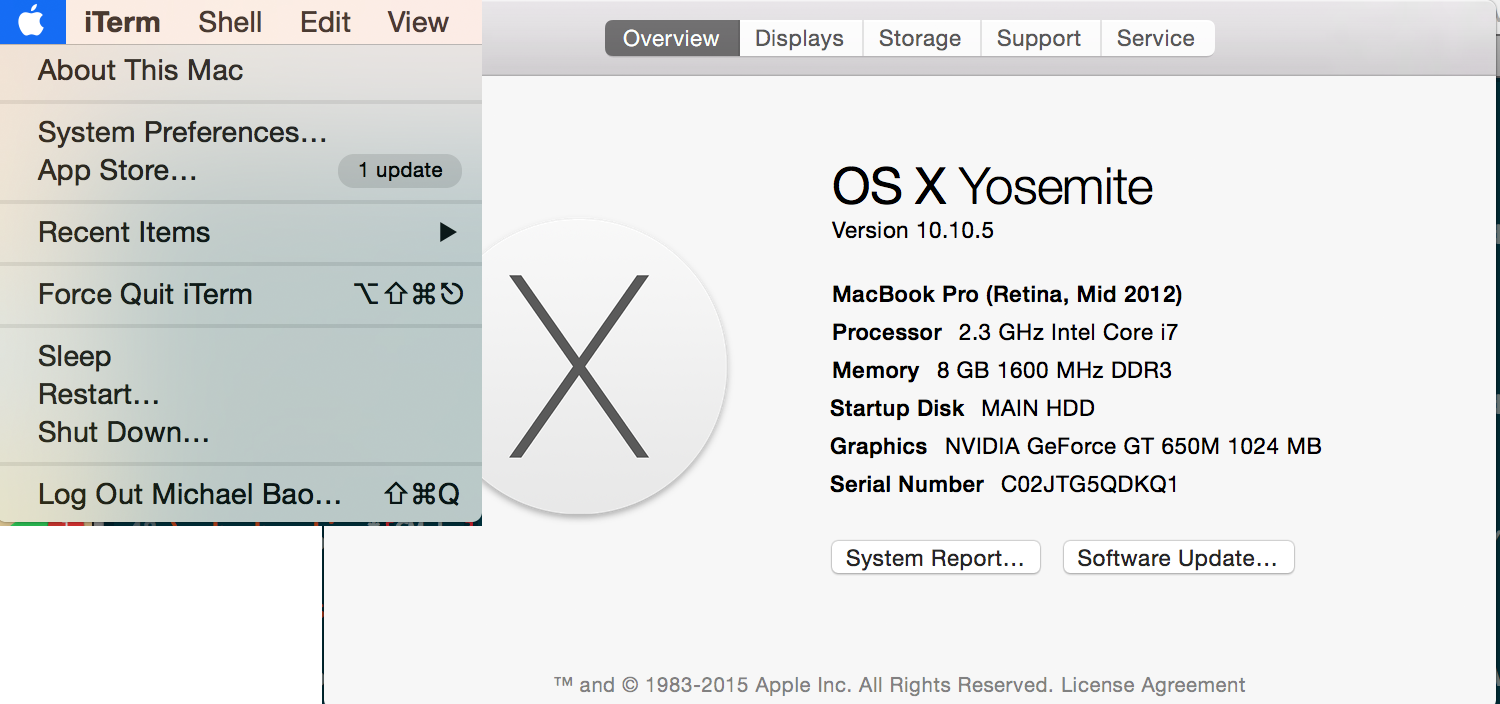 iTerm Shell Edit View
About This Mac
System Preferences...
App Store... 1 update
Recent Items ▶
Force Quit iTerm ⌥⇧⌘⎋
Sleep
Restart...
Shut Down...
Log Out Michael Bao... ⇧⌘Q
Overview Displays Storage Support Service
OS X Yosemite
Version 10.10.5
MacBook Pro (Retina, Mid 2012)
Processor 2.3 GHz Intel Core i7
Memory 8 GB 1600 MHz DDR3
Startup Disk MAIN HDD
Graphics NVIDIA GeForce GT 650M 1024 MB
Serial Number C02JTG5QDKQ1
System Report... Software Update...
™ and © 1983-2015 Apple Inc. All Rights Reserved. License Agreement